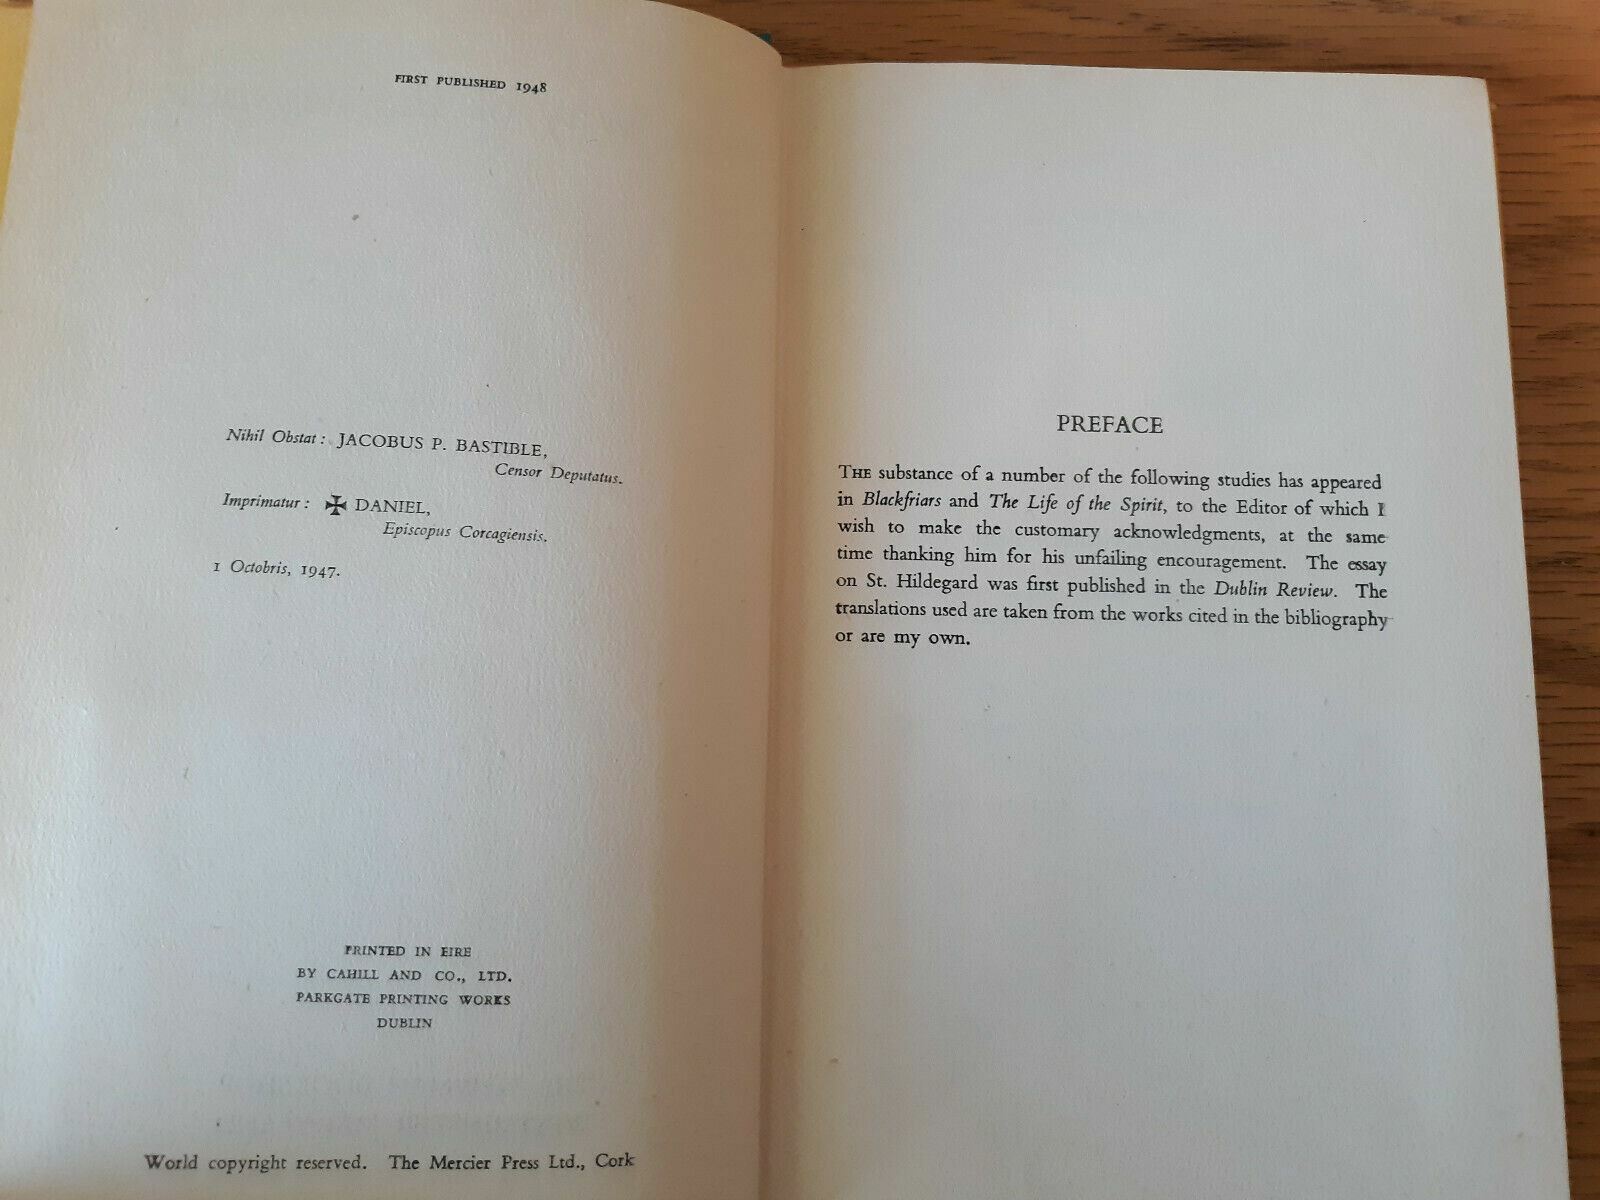 FIRST PUBLISHED 1948
Nihil Obstat: JACOBUS P. BASTIBLE,
Censor Deputatus.
Imprimatur: ✠ DANIEL,
Episcopus Corcagiensis.
1 Octobris, 1947.
PRINTED IN EIRE
BY CAHILL AND CO., LTD.
PARKGATE PRINTING WORKS
DUBLIN
World copyright reserved. The Mercier Press Ltd., Cork
PREFACE
THE substance of a number of the following studies has appeared
in Blackfriars and The Life of the Spirit, to the Editor of which I
wish to make the customary acknowledgments, at the same
time thanking him for his unfailing encouragement. The essay
on St. Hildegard was first published in the Dublin Review. The
translations used are taken from the works cited in the bibliography
or are my own.